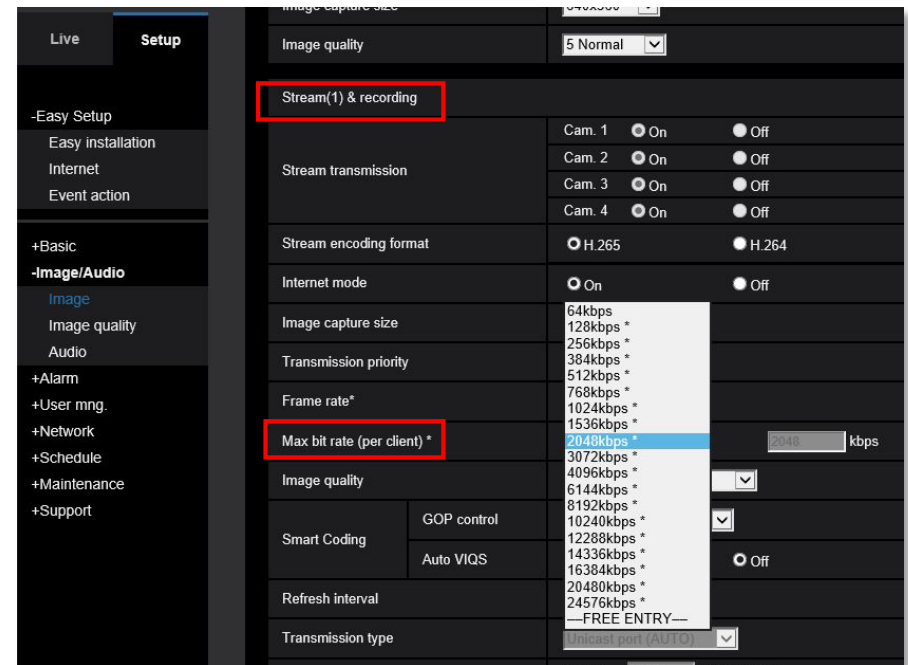 Live Setup
-Easy Setup
Easy installation
Internet
Event action
+Basic
-Image/Audio
Image
Image quality
Audio
+Alarm
+User mng.
+Network
+Schedule
+Maintenance
+Support
Image capture size 640x360
Image quality 5 Normal
Stream(1) & recording
Stream transmission
Cam. 1 On Off
Cam. 2 On Off
Cam. 3 On Off
Cam. 4 On Off
Stream encoding format H.265 H.264
Internet mode On Off
Image capture size
Transmission priority
Frame rate*
Max bit rate (per client) * 2048 kbps
Image quality
Smart Coding
GOP control
Auto VIQS Off
Refresh interval
Transmission type Unicast port (AUTO)
64kbps
128kbps *
256kbps *
384kbps *
512kbps *
768kbps *
1024kbps *
1536kbps *
2048kbps *
3072kbps *
4096kbps *
6144kbps *
8192kbps *
10240kbps *
12288kbps *
14336kbps *
16384kbps *
20480kbps *
24576kbps *
—FREE ENTRY—